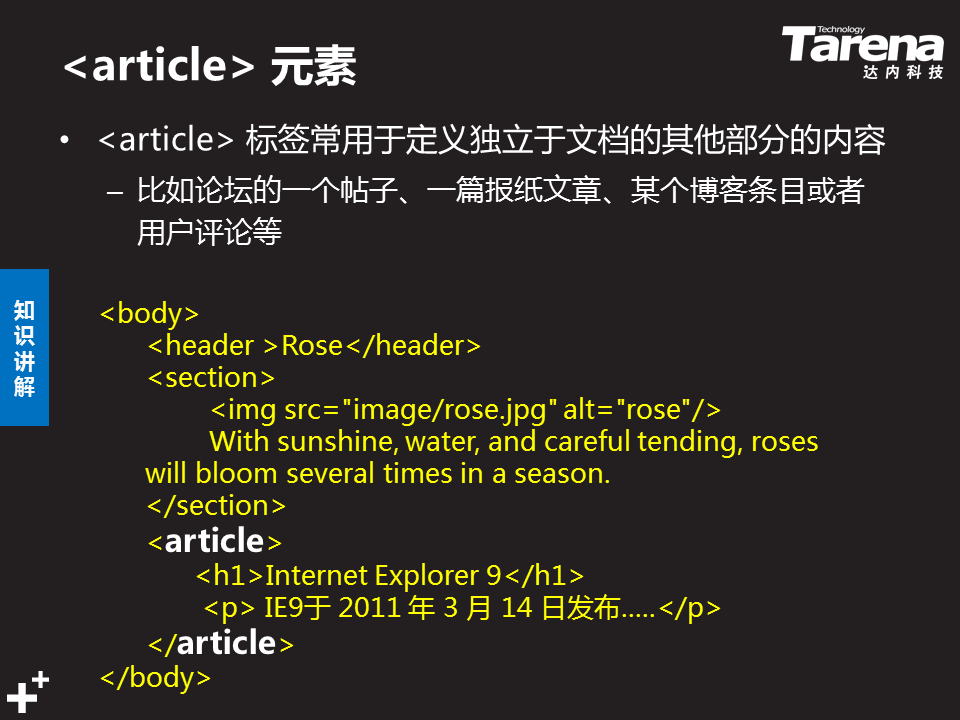 <article> 元素
Technology
Tarena
达内科技
• <article> 标签常用于定义独立于文档的其他部分的内容
– 比如论坛的一个帖子、一篇报纸文章、某个博客条目或者
用户评论等
知
识
讲
解
<body>
<header >Rose</header>
<section>
<img src="image/rose.jpg" alt="rose"/>
With sunshine, water, and careful tending, roses
will bloom several times in a season.
</section>
<article>
<h1>Internet Explorer 9</h1>
<p> IE9于 2011 年 3 月 14 日发布.....</p>
</article>
</body>